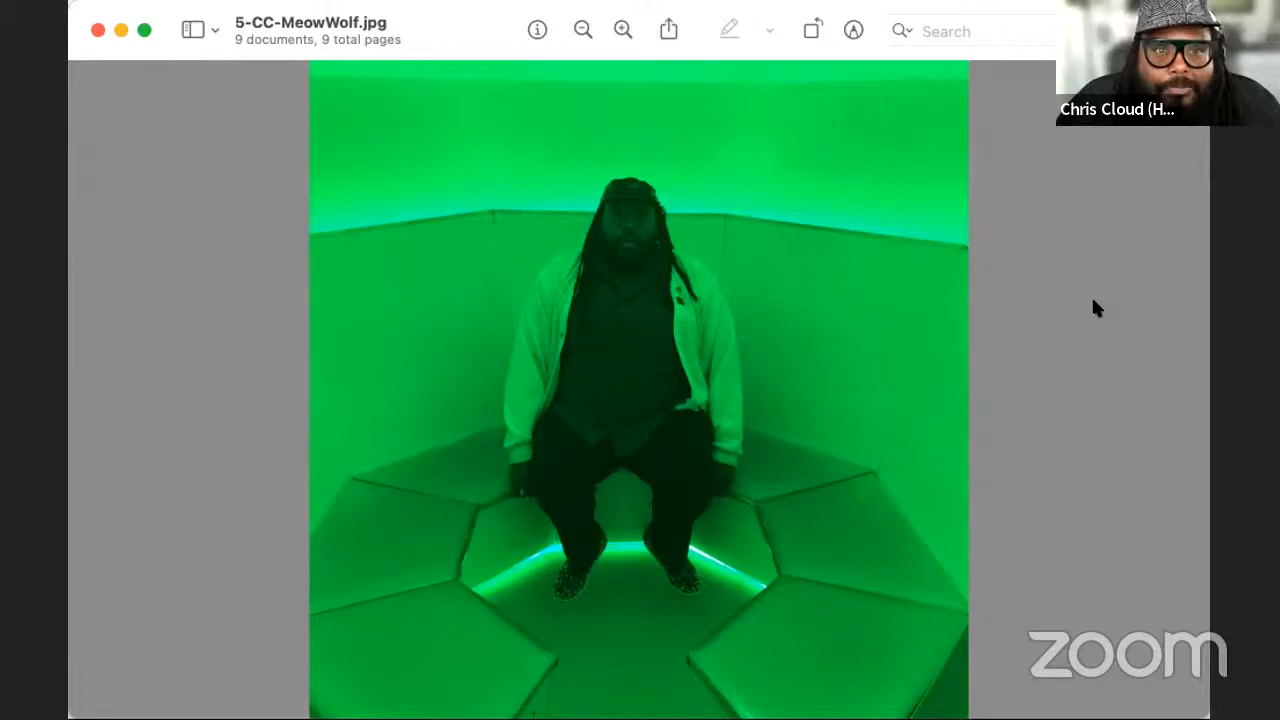 5-CC-MeowWolf.jpg
9 documents, 9 total pages
Search
Chris Cloud (H...
zoom